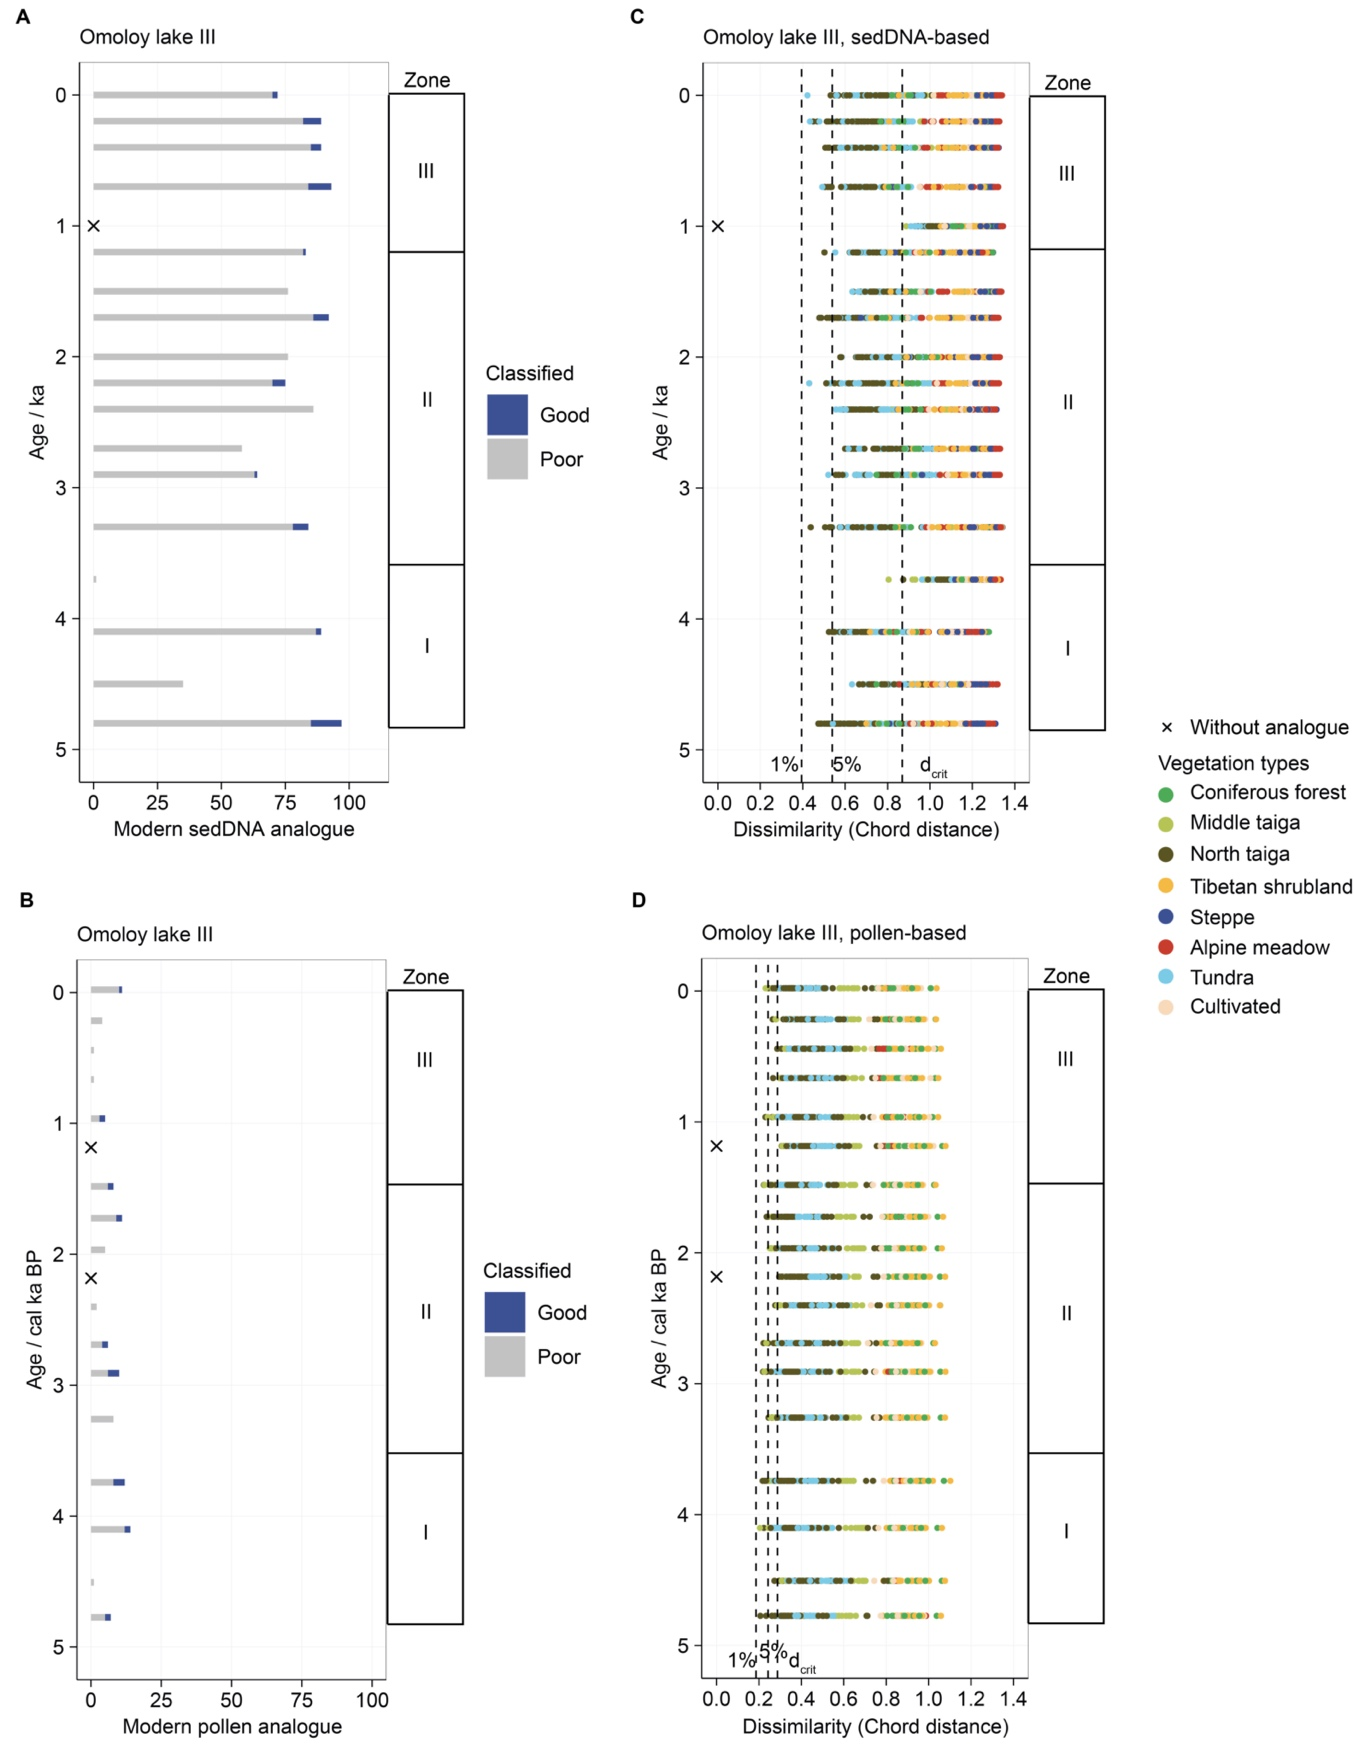 A
Omoloy lake III
Zone
0
1
2
3
4
5
Age / ka
III
II
I
0 25 50 75 100
Modern sedDNA analogue
Classified
Good
Poor
C
Omoloy lake III, sedDNA-based
Zone
0
1
2
3
4
5
Age / ka
III
II
I
1% 5% dcrit
0.0 0.2 0.4 0.6 0.8 1.0 1.2 1.4
Dissimilarity (Chord distance)
Without analogue
Vegetation types
Coniferous forest
Middle taiga
North taiga
Tibetan shrubland
Steppe
Alpine meadow
Tundra
Cultivated
B
Omoloy lake III
Zone
0
1
2
3
4
5
Age / cal ka BP
III
II
I
0 25 50 75 100
Modern pollen analogue
Classified
Good
Poor
D
Omoloy lake III, pollen-based
Zone
0
1
2
3
4
5
Age / cal ka BP
III
II
I
1% 5% dcrit
0.0 0.2 0.4 0.6 0.8 1.0 1.2 1.4
Dissimilarity (Chord distance)